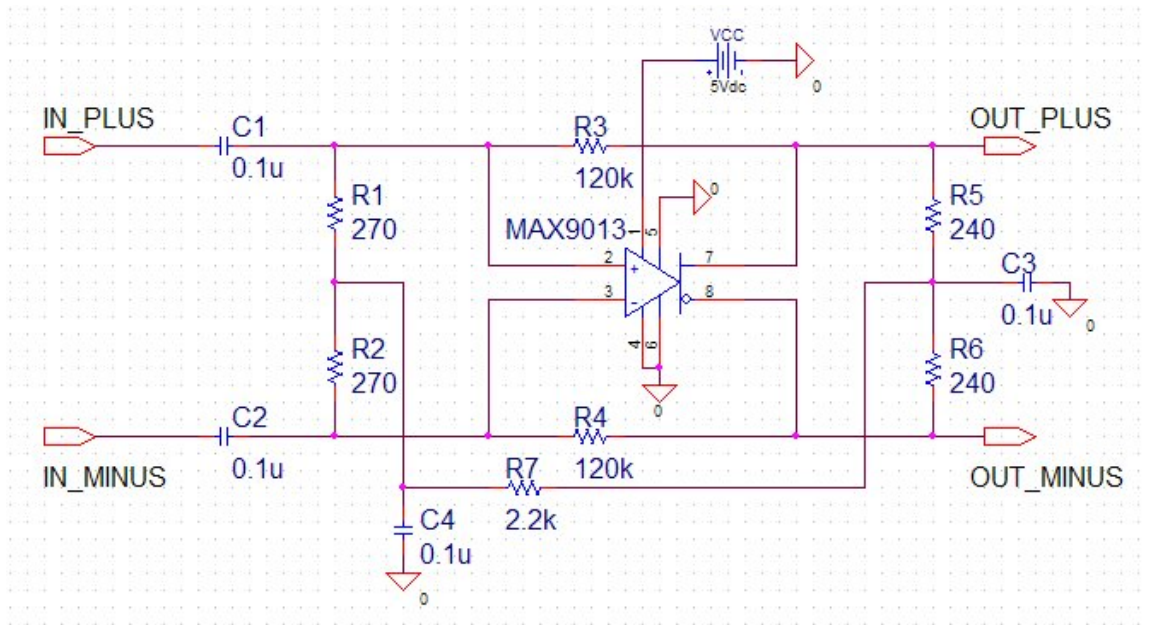 VCC
5Vdc
0
IN_PLUS
C1
0.1u
R3
120k
OUT_PLUS
R1
270
0
MAX9013
1
5
2
+
7
3
-
8
4
6
0
R5
240
C3
0.1u
0
R2
270
R6
240
C2
0.1u
IN_MINUS
R4
120k
R7
2.2k
OUT_MINUS
C4
0.1u
0